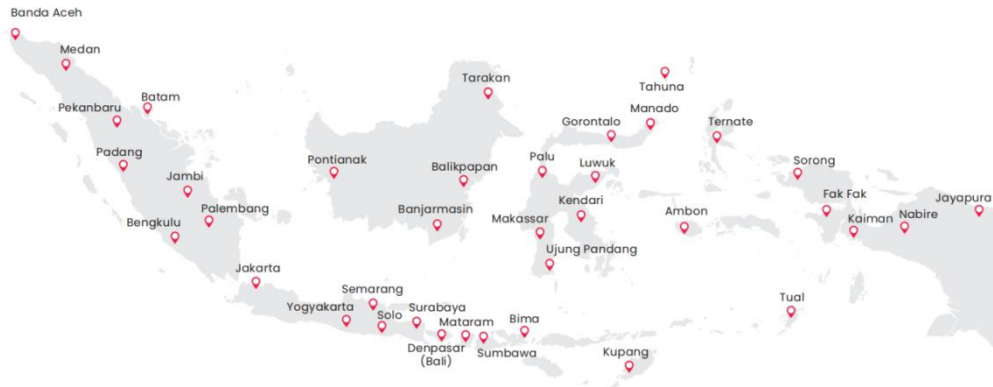 Banda Aceh
Medan
Batam
Pekanbaru
Padang
Jambi
Palembang
Bengkulu
Jakarta
Semarang
Yogyakarta
Solo
Surabaya
Mataram
Denpasar
(Bali)
Sumbawa
Bima
Kupang
Pontianak
Tarakan
Balikpapan
Banjarmasin
Tahuna
Manado
Gorontalo
Palu
Luwuk
Kendari
Makassar
Ujung Pandang
Ternate
Ambon
Sorong
Fak Fak
Kaiman
Nabire
Jayapura
Tual